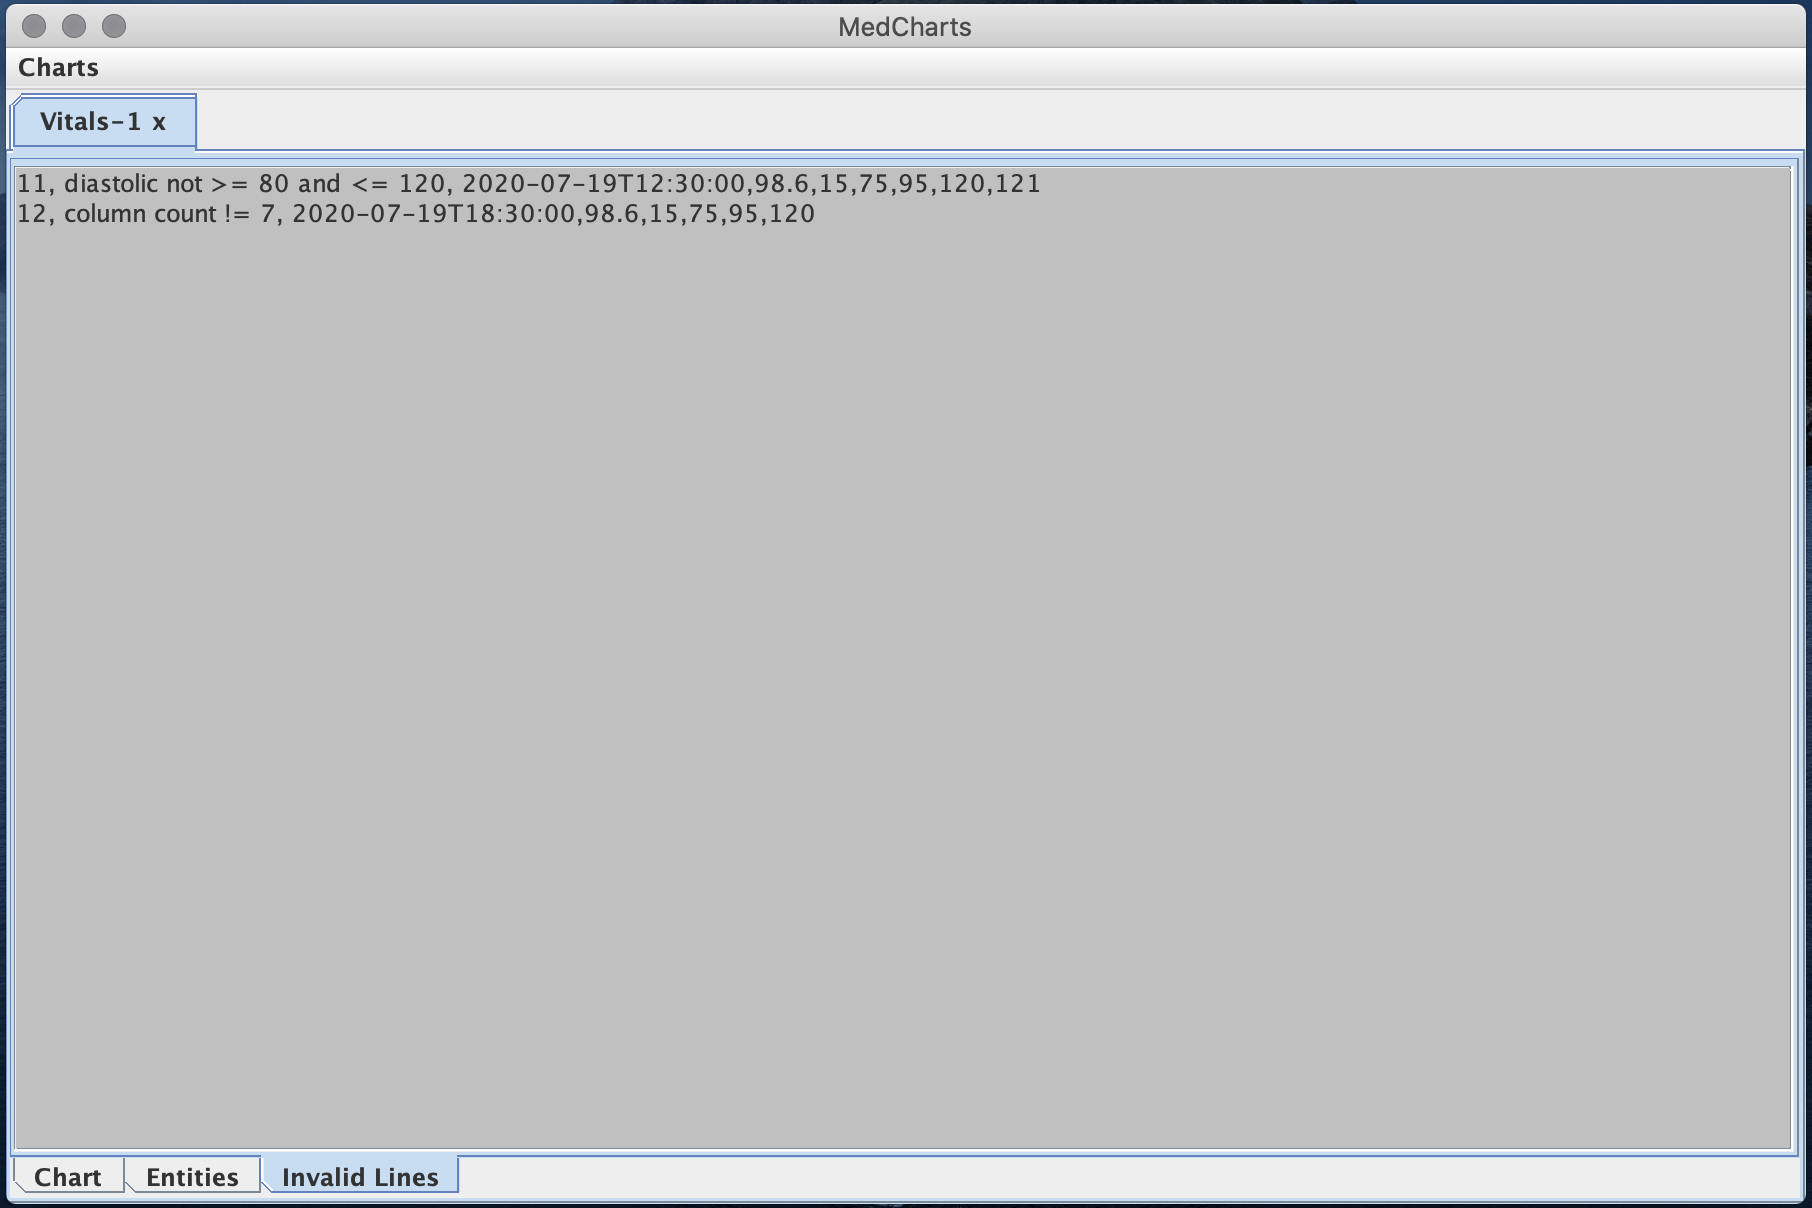 MedCharts
Charts
Vitals-1 x
11, diastolic not >= 80 and <= 120, 2020-07-19T12:30:00,98.6,15,75,95,120,121
12, column count != 7, 2020-07-19T18:30:00,98.6,15,75,95,120
Chart Entities Invalid Lines